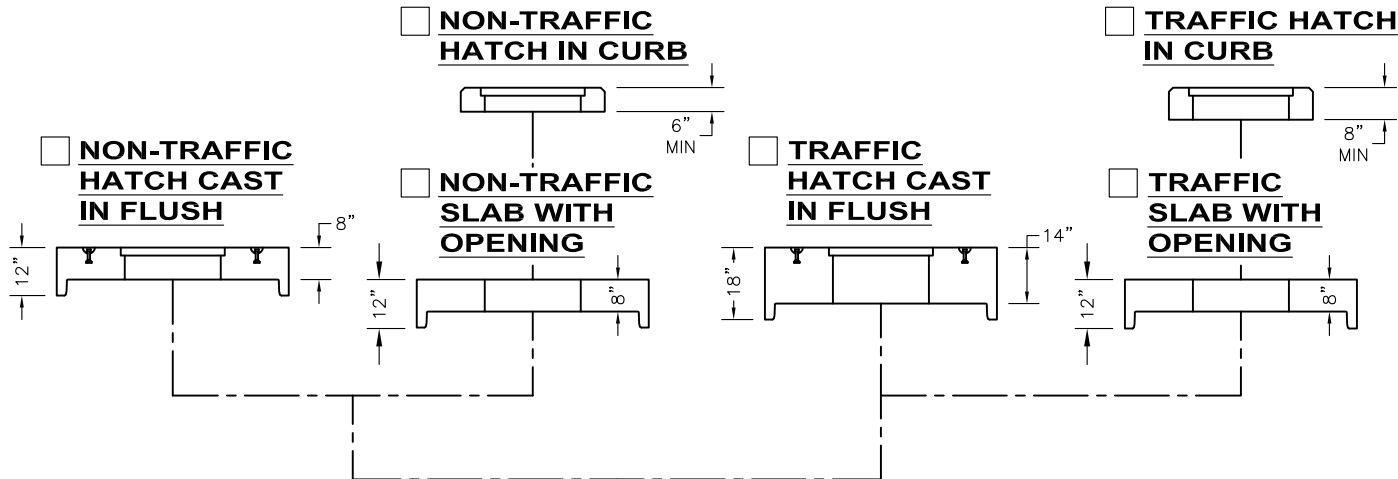 NON-TRAFFIC
HATCH IN CURB
TRAFFIC HATCH
IN CURB
6”
MIN
8”
MIN
NON-TRAFFIC
HATCH CAST
IN FLUSH
NON-TRAFFIC
SLAB WITH
OPENING
TRAFFIC
HATCH CAST
IN FLUSH
TRAFFIC
SLAB WITH
OPENING
12”
8”
12”
8”
18”
14”
12”
8”